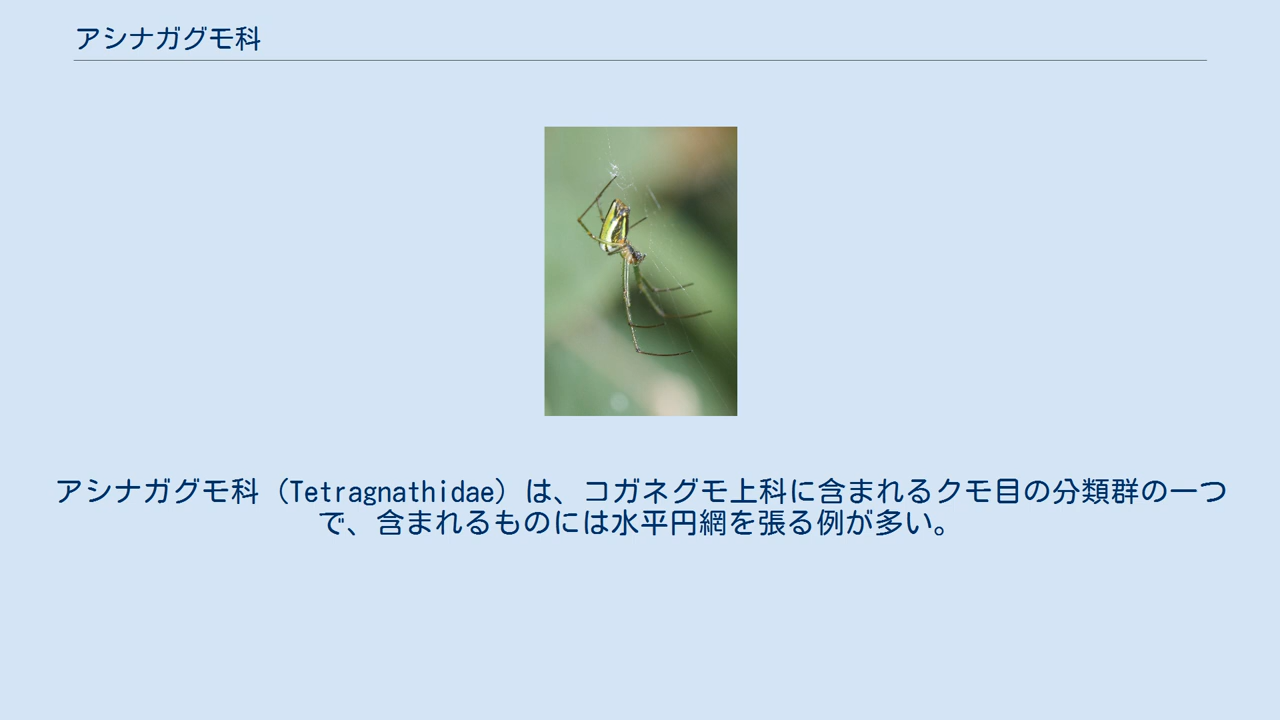 アシナガグモ科
アシナガグモ科（Tetragnathidae）は、コガネグモ上科に含まれるクモ目の分類群の一つ
で、含まれるものには水平円網を張る例が多い。